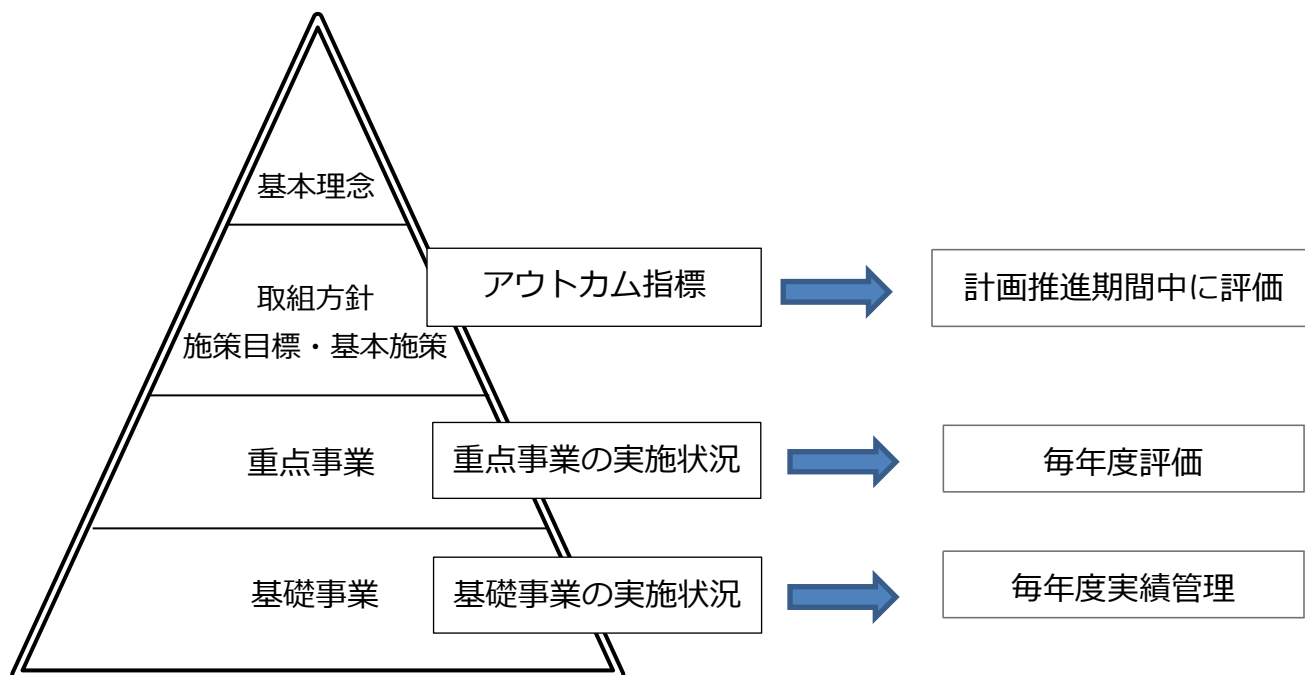 基本理念
取組方針
施策目標・基本施策
アウトカム指標
計画推進期間中に評価
重点事業
重点事業の実施状況
毎年度評価
基礎事業
基礎事業の実施状況
毎年度実績管理